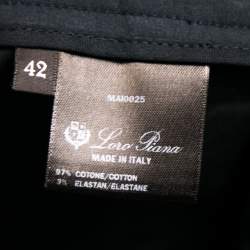 42
MAI0025
Loro Piana
MADE IN ITALY
97% COTONE/COTTON
3% ELASTAN/ELASTANE